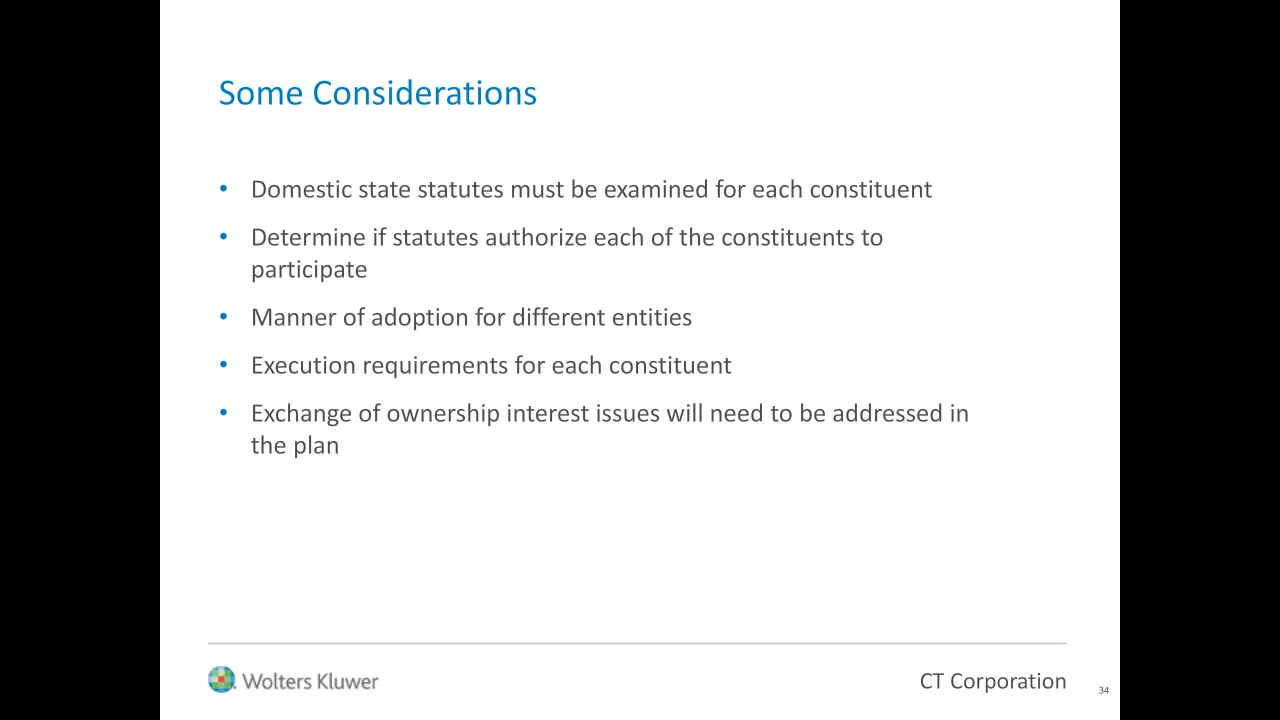 Some Considerations
• Domestic state statutes must be examined for each constituent
• Determine if statutes authorize each of the constituents to
participate
• Manner of adoption for different entities
• Execution requirements for each constituent
• Exchange of ownership interest issues will need to be addressed in
the plan
Wolters Kluwer
CT Corporation
34